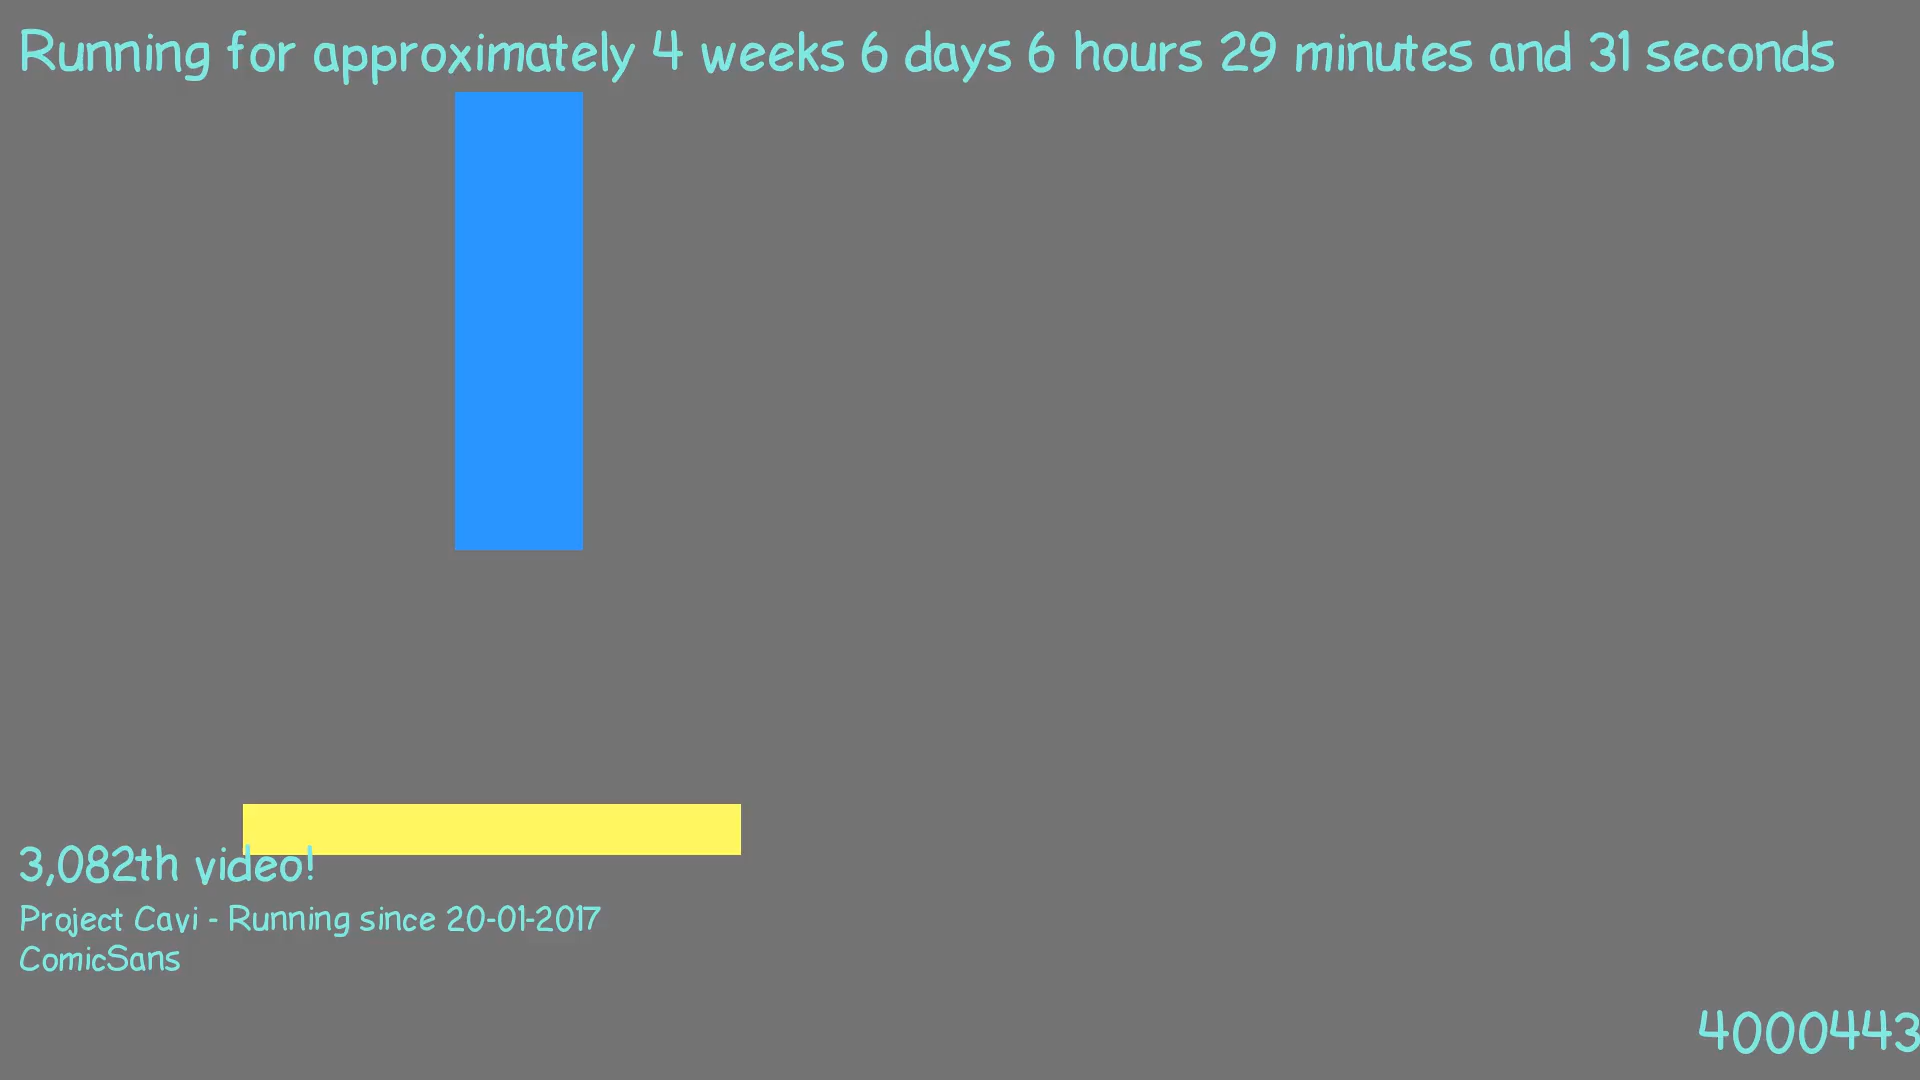 Running for approximately 4 weeks 6 days 6 hours 29 minutes and 31 seconds
3,082th video!
Project Cavi - Running since 20-01-2017
ComicSans
4000443